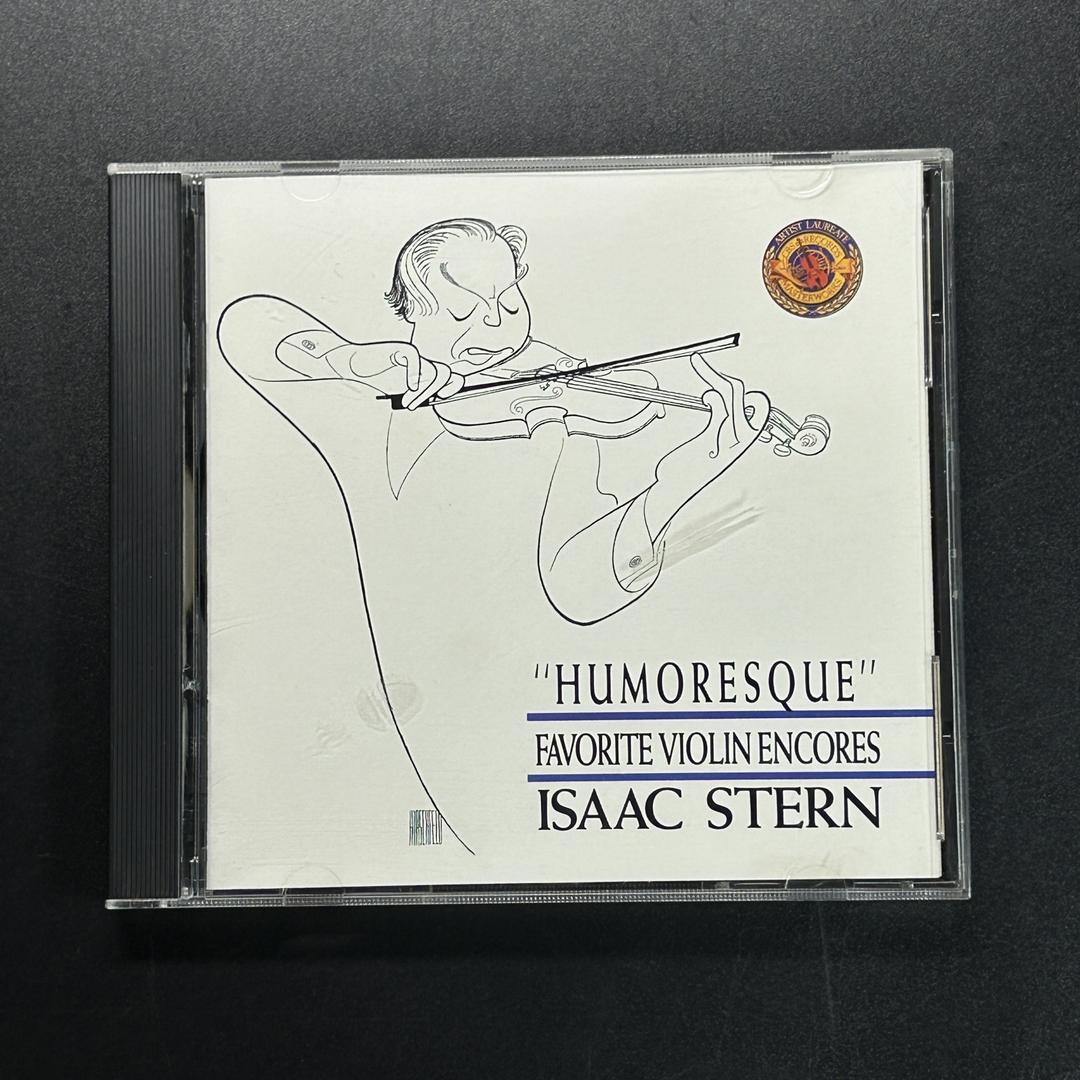 ARTIST LAUREATE
CBS RECORDS
MASTERWORKS
"HUMORESQUE"
FAVORITE VIOLIN ENCORES
ISAAC STERN
HIRSCHFELD